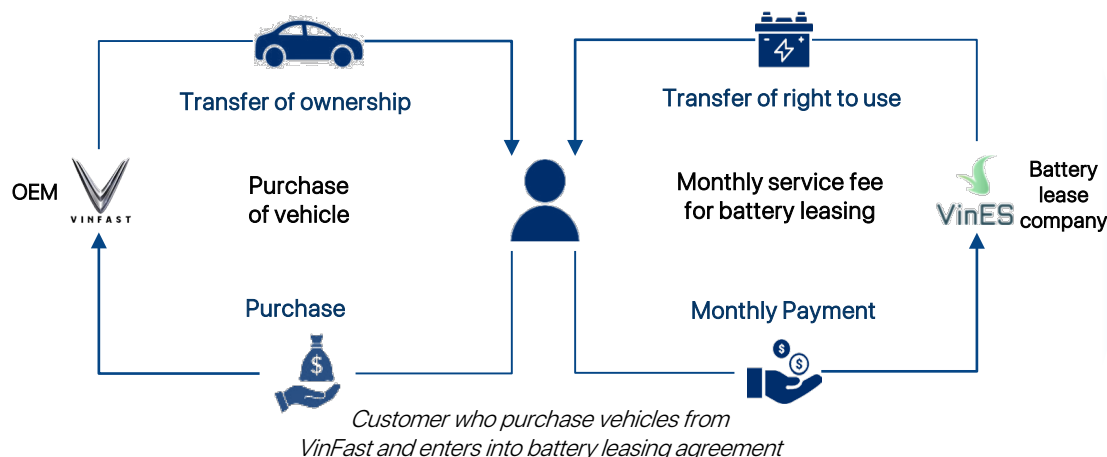 Transfer of ownership
Transfer of right to use
OEM
VINFAST
Purchase
of vehicle
Monthly service fee
for battery leasing
VinES
Battery
lease
company
Purchase
Monthly Payment
$
$
$
Customer who purchase vehicles from
VinFast and enters into battery leasing agreement